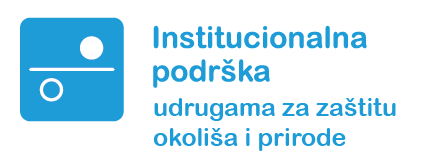 Institucionalna
podrška
udrugama za zaštitu
okoliša i prirode